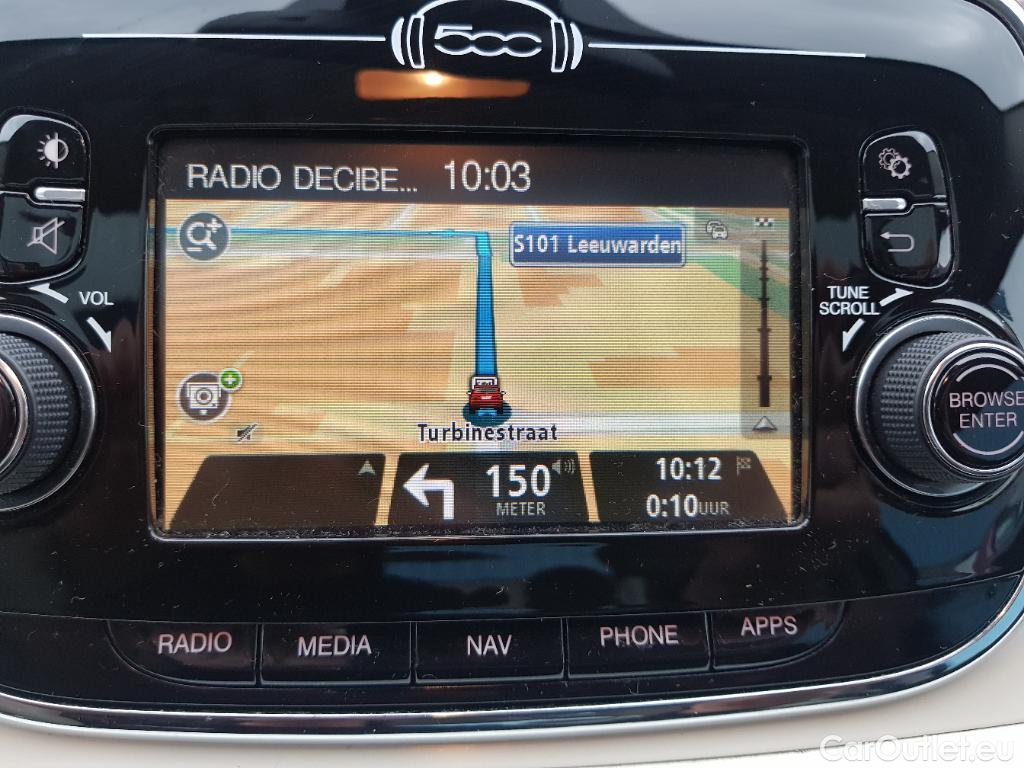 500
RADIO DECIBE... 10:03
S101 Leeuwarden
VOL
TUNE
SCROLL
BROWSE
ENTER
Turbinestraat
150
METER
10:12
0:10UUR
RADIO MEDIA NAV PHONE APPS
CarOutlet.eu